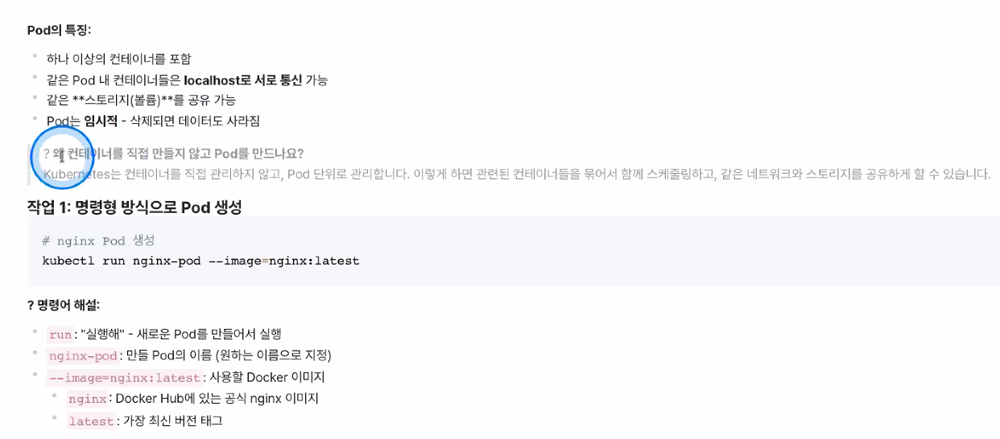 Pod의 특징:
하나 이상의 컨테이너를 포함
같은 Pod 내 컨테이너들은 localhost로 서로 통신 가능
같은 **스토리지(볼륨)**를 공유 가능
Pod는 임시적 - 삭제되면 데이터도 사라짐
? 왜 컨테이너를 직접 만들지 않고 Pod를 만드나요?
Kubernetes는 컨테이너를 직접 관리하지 않고, Pod 단위로 관리합니다. 이렇게 하면 관련된 컨테이너들을 묶어서 함께 스케줄링하고, 같은 네트워크와 스토리지를 공유하게 할 수 있습니다.
작업 1: 명령형 방식으로 Pod 생성
# nginx Pod 생성
kubectl run nginx-pod --image=nginx:latest
? 명령어 해설:
run: "실행해" - 새로운 Pod를 만들어서 실행
nginx-pod: 만들 Pod의 이름 (원하는 이름으로 지정)
--image=nginx:latest: 사용할 Docker 이미지
nginx: Docker Hub에 있는 공식 nginx 이미지
latest: 가장 최신 버전 태그